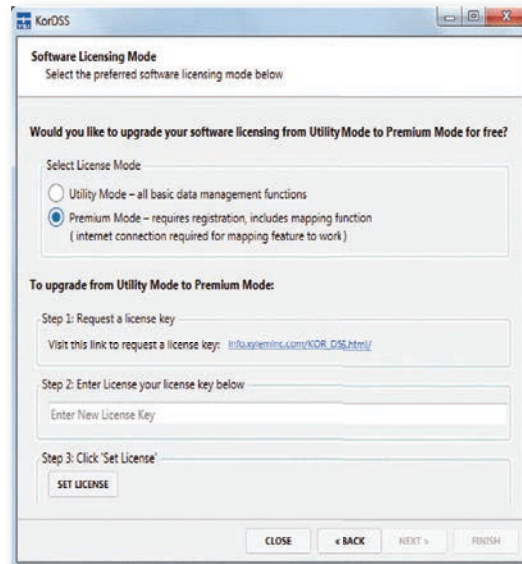 KorDSS
Software Licensing Mode
Select the preferred software licensing mode below
Would you like to upgrade your software licensing from Utility Mode to Premium Mode for free?
Select License Mode
Utility Mode – all basic data management functions
Premium Mode – requires registration, includes mapping function
( internet connection required for mapping feature to work )
To upgrade from Utility Mode to Premium Mode:
Step 1: Request a license key
Visit this link to request a license key: info.xyleminc.com/KOR_DSS.html/
Step 2: Enter License your license key below
Enter New License Key
Step 3: Click 'Set License'
SET LICENSE
CLOSE « BACK NEXT » FINISH